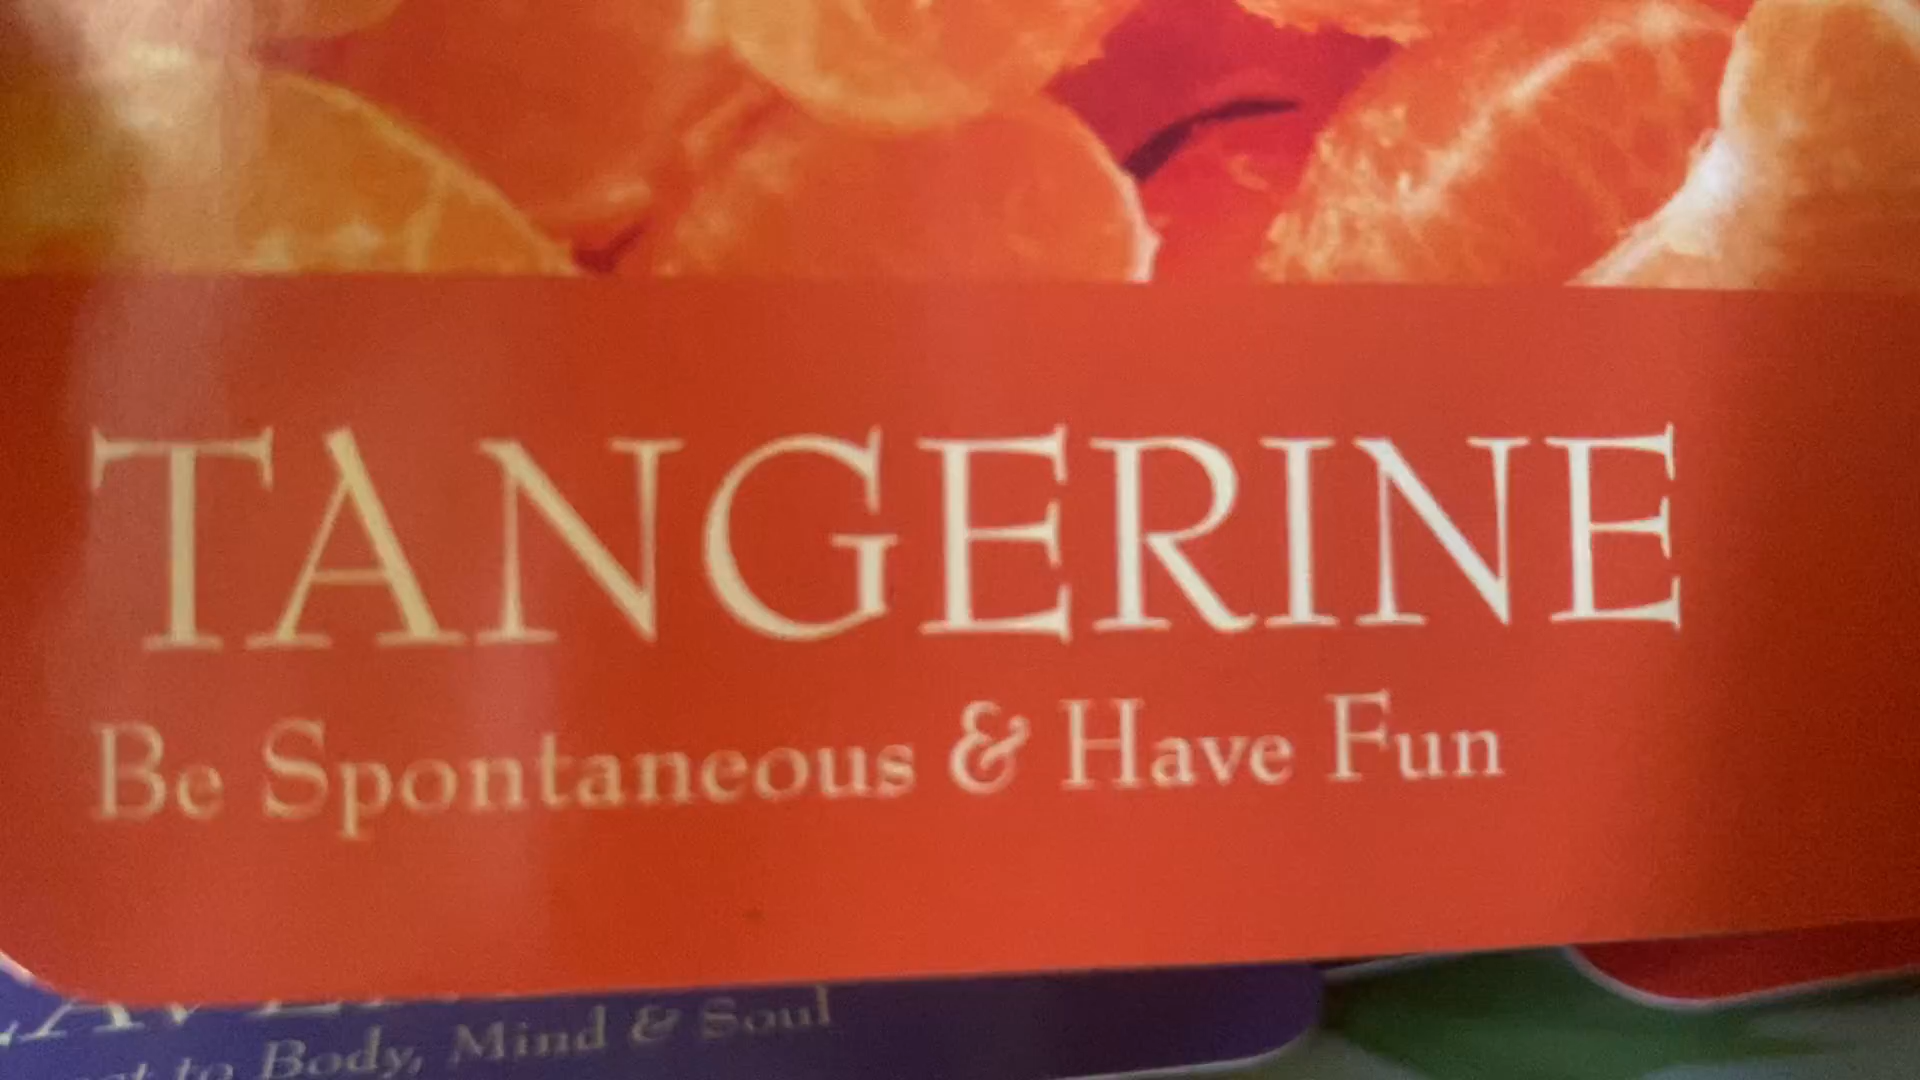 TANGERINE
Be Spontaneous & Have Fun
to Body, Mind & Soul